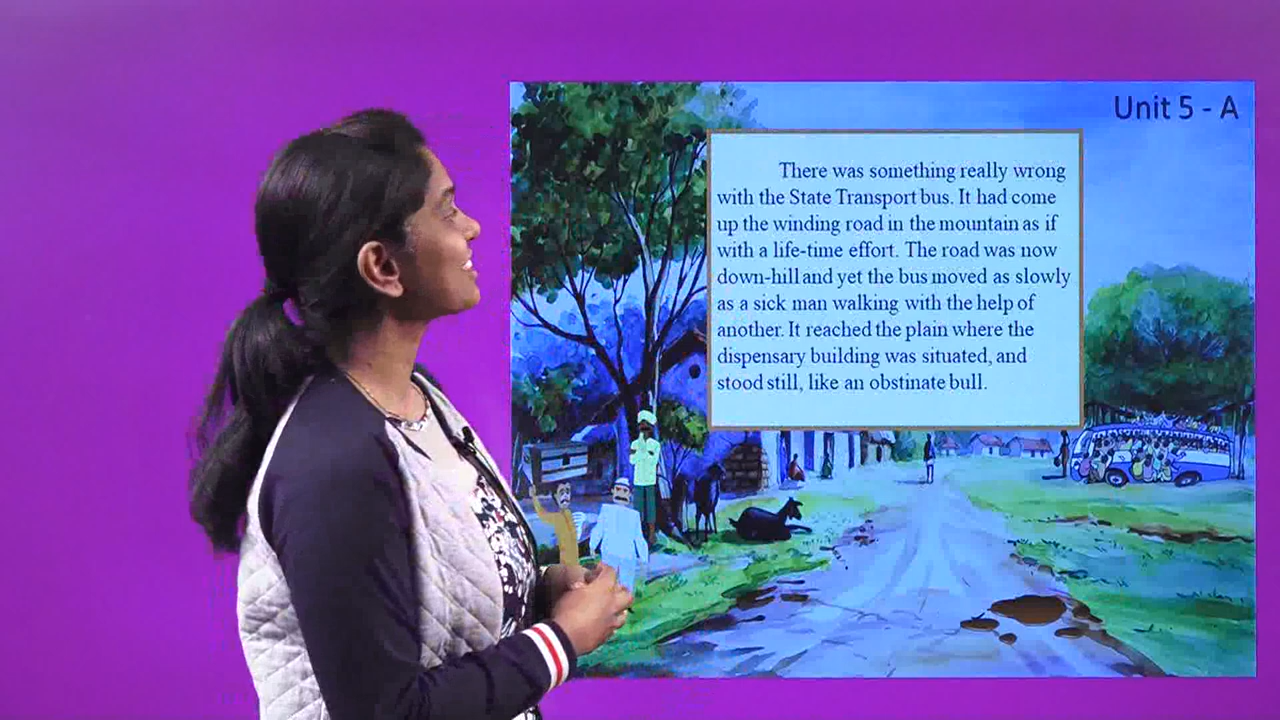 Unit 5 - A
There was something really wrong
with the State Transport bus. It had come
up the winding road in the mountain as if
with a life-time effort. The road was now
down-hill and yet the bus moved as slowly
as a sick man walking with the help of
another. It reached the plain where the
dispensary building was situated, and
stood still, like an obstinate bull.